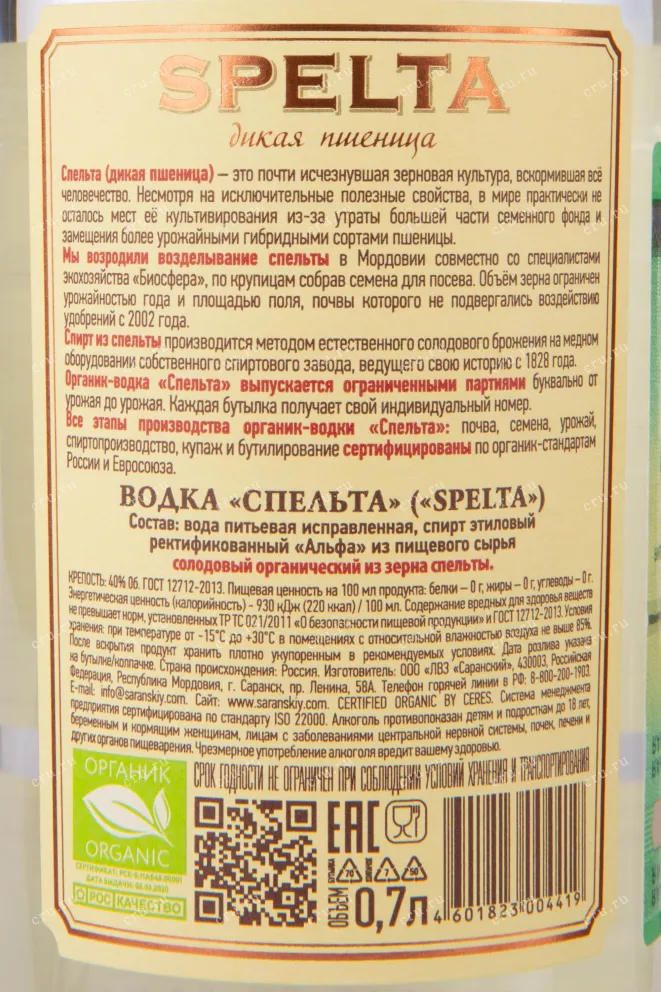 SPELTA
дикая пшеница
Спельта (дикая пшеница) – это почти исчезнувшая зерновая культура, вскормившая всё
человечество. Несмотря на исключительные полезные свойства, в мире практически не
осталось мест её культивирования из-за утраты большей части семенного фонда и
замещения более урожайными гибридными сортами пшеницы.
Мы возродили возделывание спельты в Мордовии совместно со специалистами
экохозяйства «Биосфера», по крупицам собрав семена для посева. Объём зерна ограничен
урожайностью года и площадью поля, почвы которого не подвергались воздействию
удобрений с 2002 года.
Спирт из спельты производится методом естественного солодового брожения на медном
оборудовании собственного спиртового завода, ведущего свою историю с 1828 года.
Органик-водка «Спельта» выпускается ограниченными партиями буквально от
урожая до урожая. Каждая бутылка получает свой индивидуальный номер.
Все этапы производства органик-водки «Спельта»: почва, семена, урожай,
спиртопроизводство, купаж и бутилирование сертифицированы по органик-стандартам
России и Евросоюза.
ВОДКА «СПЕЛЬТА» («SPELTA»)
Состав: вода питьевая исправленная, спирт этиловый
ректификованный «Альфа» из пищевого сырья
солодовый органический из зерна спельты.
КРЕПОСТЬ: 40% Об. ГОСТ 12712-2013. Пищевая ценность на 100 мл продукта: белки – 0 г, жиры – 0 г, углеводы – 0 г.
Энергетическая ценность (калорийность) - 930 кДж (220 ккал) / 100 мл. Содержание вредных для здоровья веществ
не превышает норм, установленных ТР ТС 021/2011 «О безопасности пищевой продукции» и ГОСТ 12712-2013. Условия
хранения: при температуре от -15°С до +30°С в помещениях с относительной влажностью воздуха не выше 85%.
После вскрытия продукт хранить плотно укупоренным в рекомендуемых условиях. Дата розлива указана
на бутылке/колпачке. Страна происхождения: Россия. Изготовитель: ООО «ЛВЗ «Саранский», 430003, Российская
Федерация, Республика Мордовия, г. Саранск, пр. Ленина, 58А. Телефон горячей линии в РФ: 8-800-200-1903.
E-mail: info@saranskiy.com. Сайт: www.saranskiy.com. CERTIFIED ORGANIC BY CERES. Система менеджмента
предприятия сертифицирована по стандарту ISO 22000. Алкоголь противопоказан детям и подросткам до 18 лет,
беременным и кормящим женщинам, лицам с заболеваниями центральной нервной системы, почек, печени и
других органов пищеварения. Чрезмерное употребление алкоголя вредит вашему здоровью.
СРОК ГОДНОСТИ НЕ ОГРАНИЧЕН ПРИ СОБЛЮДЕНИИ УСЛОВИЙ ХРАНЕНИЯ И ТРАНСПОРТИРОВАНИЯ
ОРГАНИК
ORGANIC
ДАТА ВЫДАЧИ: 05.03.2020
РОСКАЧЕСТВО
EAC
70
7
50
ОБЪЕМ 0,7л
4 601823 004419
cru.ru